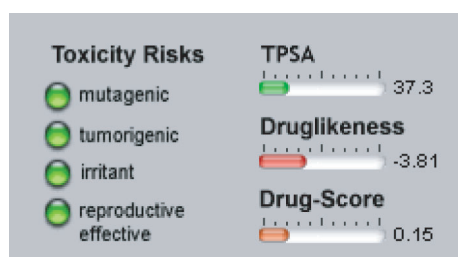 Toxicity Risks
mutagenic
tumorigenic
irritant
reproductive
effective
TPSA
37.3
Druglikeness
-3.81
Drug-Score
0.15